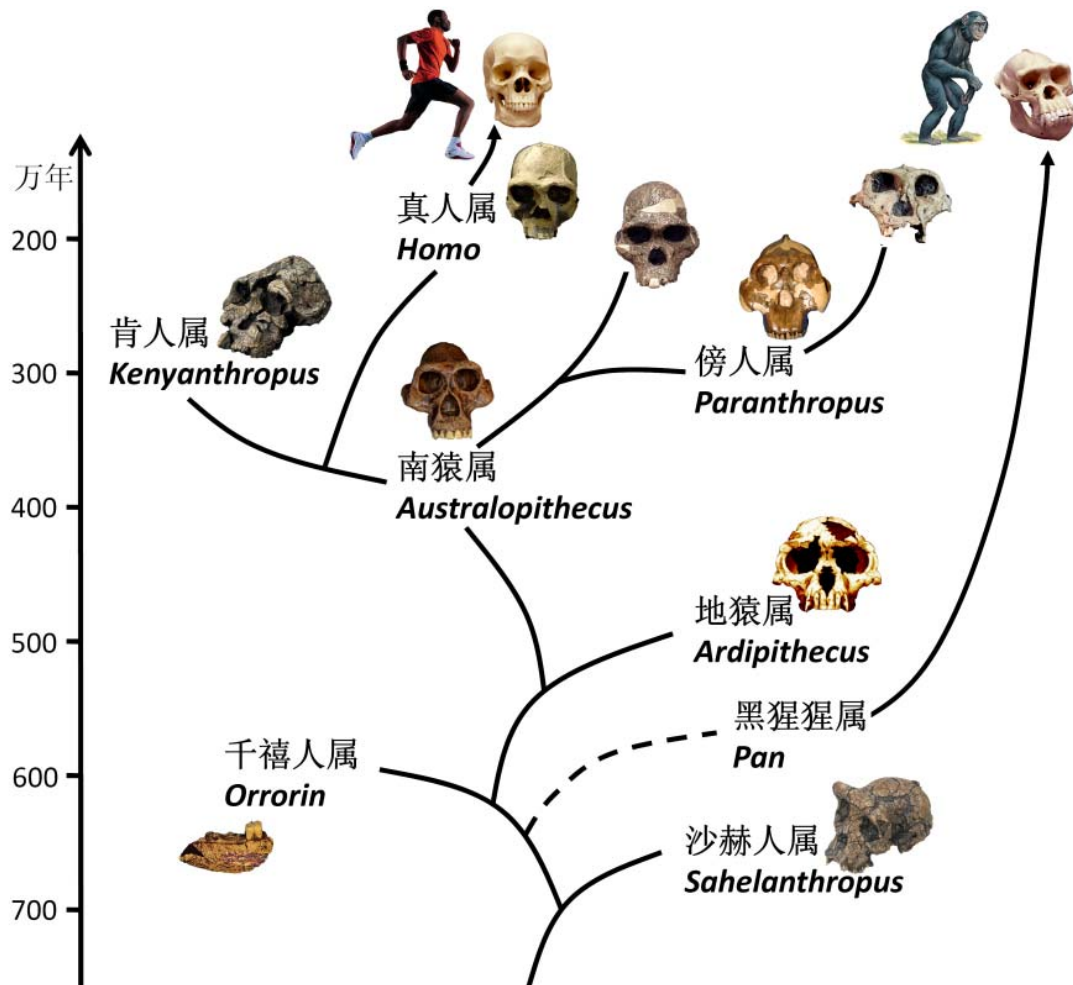 万年
200
300
400
500
600
700
真人属
Homo
肯人属
Kenyanthropus
傍人属
Paranthropus
南猿属
Australopithecus
地猿属
Ardipithecus
黑猩猩属
Pan
千禧人属
Orrorin
沙赫人属
Sahelanthropus